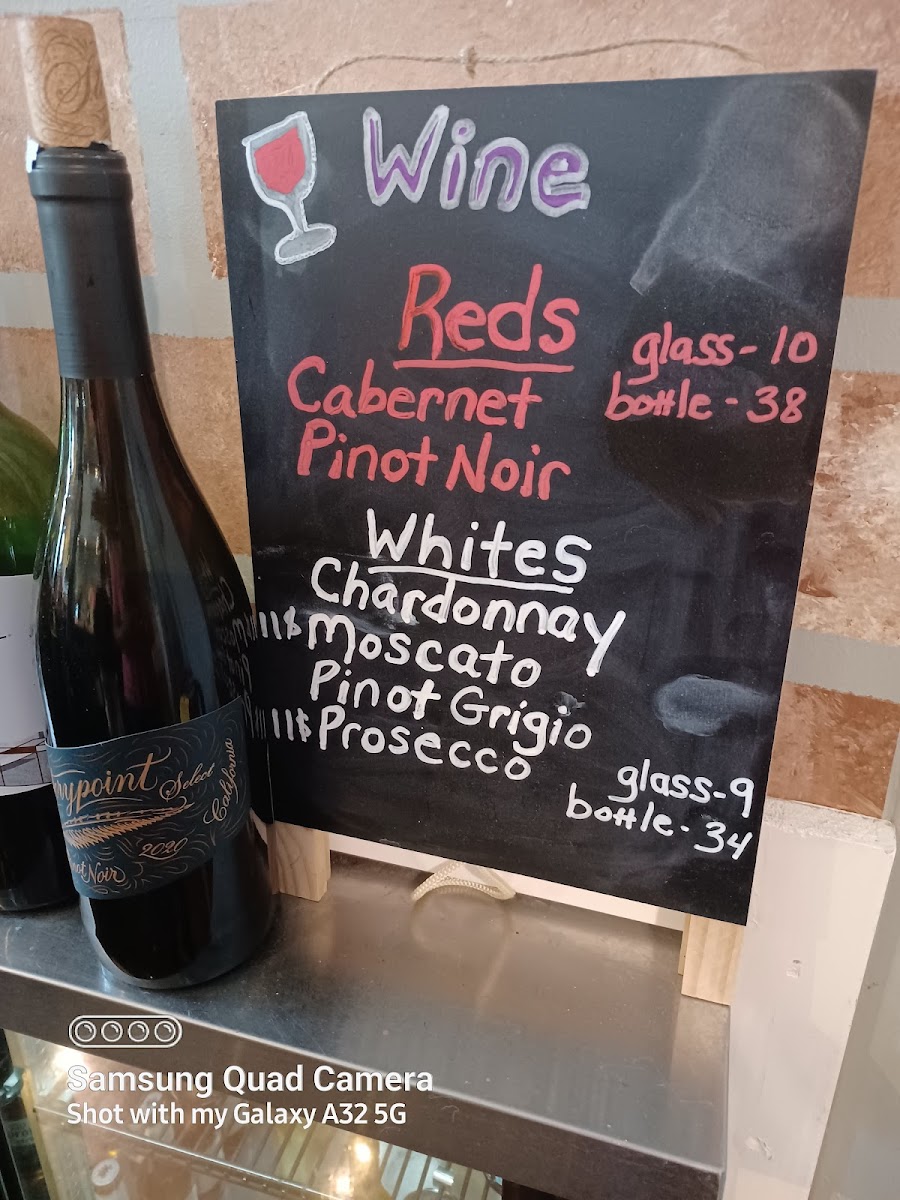 Wine
Reds
glass - 10
Cabernet
bottle - 38
Pinot Noir
Whites
Chardonnay
11$ Moscato
Pinot Grigio
11$ Prosecco
glass - 9
bottle - 34
Select
California
2020
Noir
Samsung Quad Camera
Shot with my Galaxy A32 5G